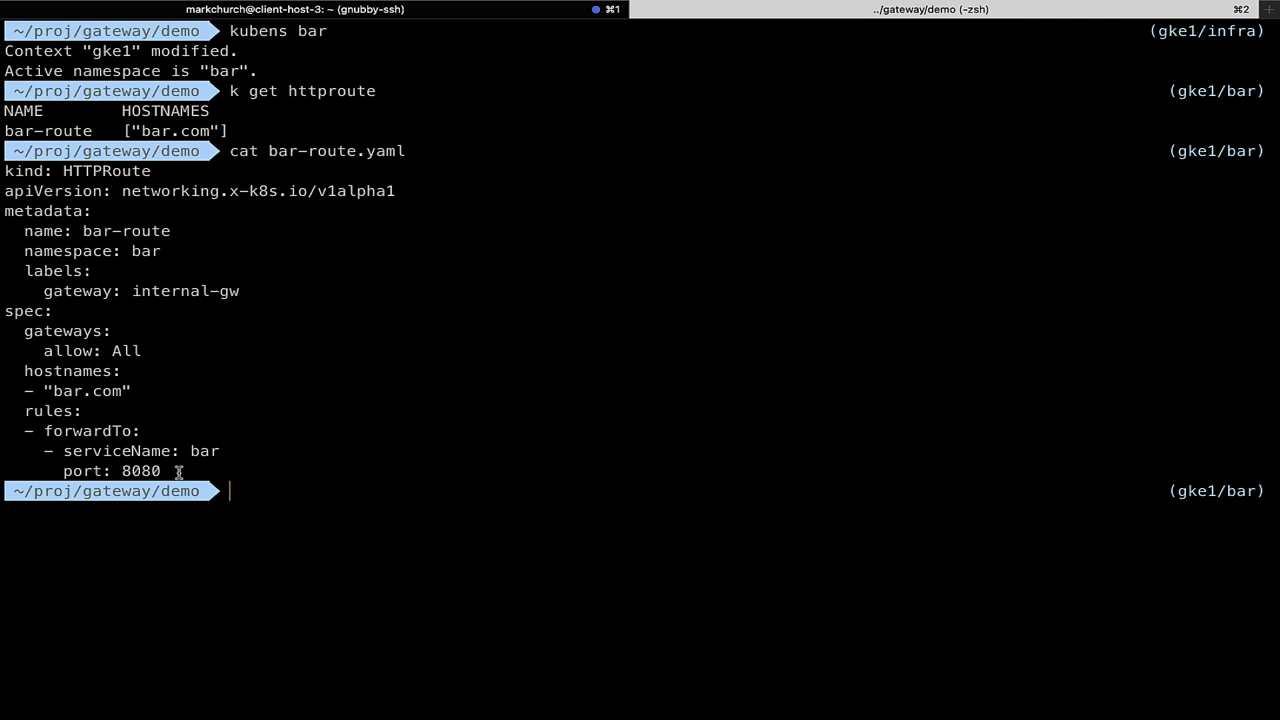 markchurch@client-host-3: ~ (gnubby-ssh) ⌘1 ../gateway/demo (-zsh) ⌘2 +
~/proj/gateway/demo kubens bar (gke1/infra)
Context "gke1" modified.
Active namespace is "bar".
~/proj/gateway/demo k get httproute (gke1/bar)
NAME HOSTNAMES
bar-route ["bar.com"]
~/proj/gateway/demo cat bar-route.yaml (gke1/bar)
kind: HTTPRoute
apiVersion: networking.x-k8s.io/v1alpha1
metadata:
  name: bar-route
  namespace: bar
  labels:
    gateway: internal-gw
spec:
  gateways:
    allow: All
  hostnames:
  - "bar.com"
  rules:
  - forwardTo:
    - serviceName: bar
      port: 8080
~/proj/gateway/demo (gke1/bar)